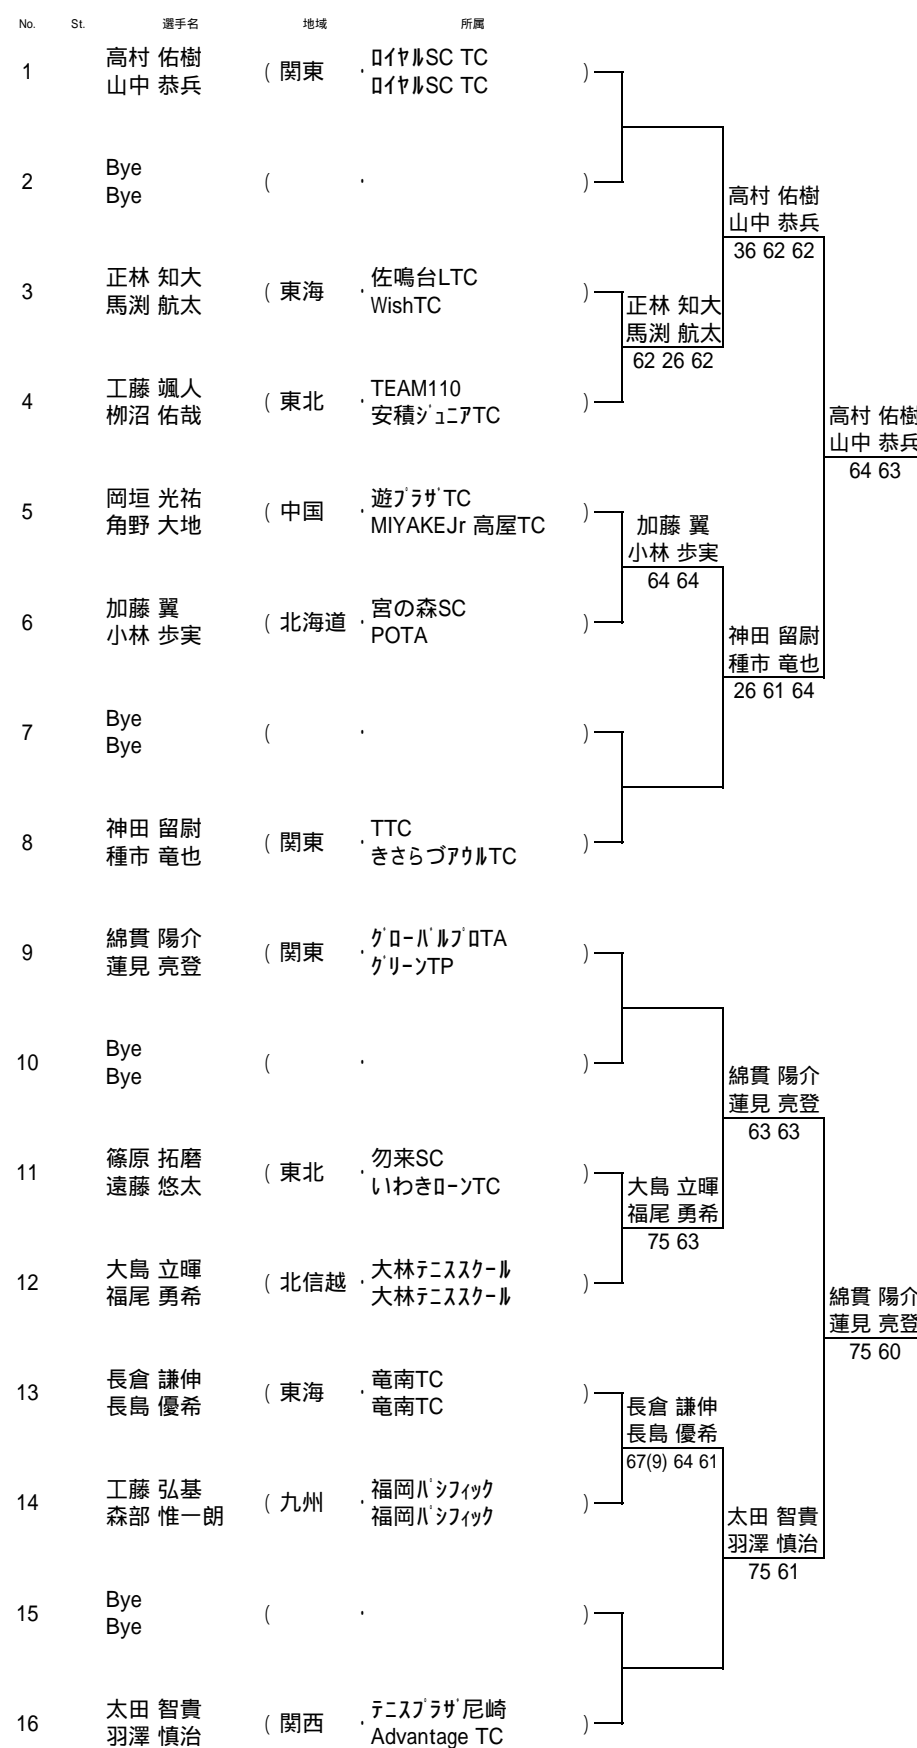 No. St. 選手名 地域 所属
高村 佑樹 ロイヤルSC TC
1 ( 関東 ・ )
山中 恭兵 ロイヤルSC TC
Bye
2 ( ・ )
Bye
高村 佑樹
山中 恭兵
36 62 62
正林 知大 佐鳴台LTC
3 ( 東海 ・ )
馬渕 航太 WishTC
正林 知大
馬渕 航太
62 26 62
工藤 颯人 TEAM110
4 ( 東北 ・ )
栁沼 佑哉 安積ジュニアTC
高村 佑樹
山中 恭兵
64 63
岡垣 光祐 遊プラザTC
5 ( 中国 ・ )
角野 大地 MIYAKEJr 高屋TC
加藤 翼
小林 歩実
64 64
加藤 翼 宮の森SC
6 ( 北海道 ・ )
小林 歩実 POTA
神田 留尉
種市 竜也
26 61 64
Bye
7 ( ・ )
Bye
神田 留尉 TTC
8 ( 関東 ・ )
種市 竜也 きさらづアウルTC
綿貫 陽介 グローバルプロTA
9 ( 関東 ・ )
蓮見 亮登 グリーンTP
Bye
10 ( ・ )
Bye
綿貫 陽介
蓮見 亮登
63 63
篠原 拓磨 勿来SC
11 ( 東北 ・ )
遠藤 悠太 いわきローンTC
大島 立暉
福尾 勇希
75 63
大島 立暉 大林テニススクール
12 ( 北信越 ・ )
福尾 勇希 大林テニススクール
綿貫 陽介
蓮見 亮登
75 60
長倉 謙伸 竜南TC
13 ( 東海 ・ )
長島 優希 竜南TC
長倉 謙伸
長島 優希
67(9) 64 61
工藤 弘基 福岡パシフィック
14 ( 九州 ・ )
森部 惟一朗 福岡パシフィック
太田 智貴
羽澤 慎治
75 61
Bye
15 ( ・ )
Bye
太田 智貴 テニスプラザ尼崎
16 ( 関西 ・ )
羽澤 慎治 Advantage TC